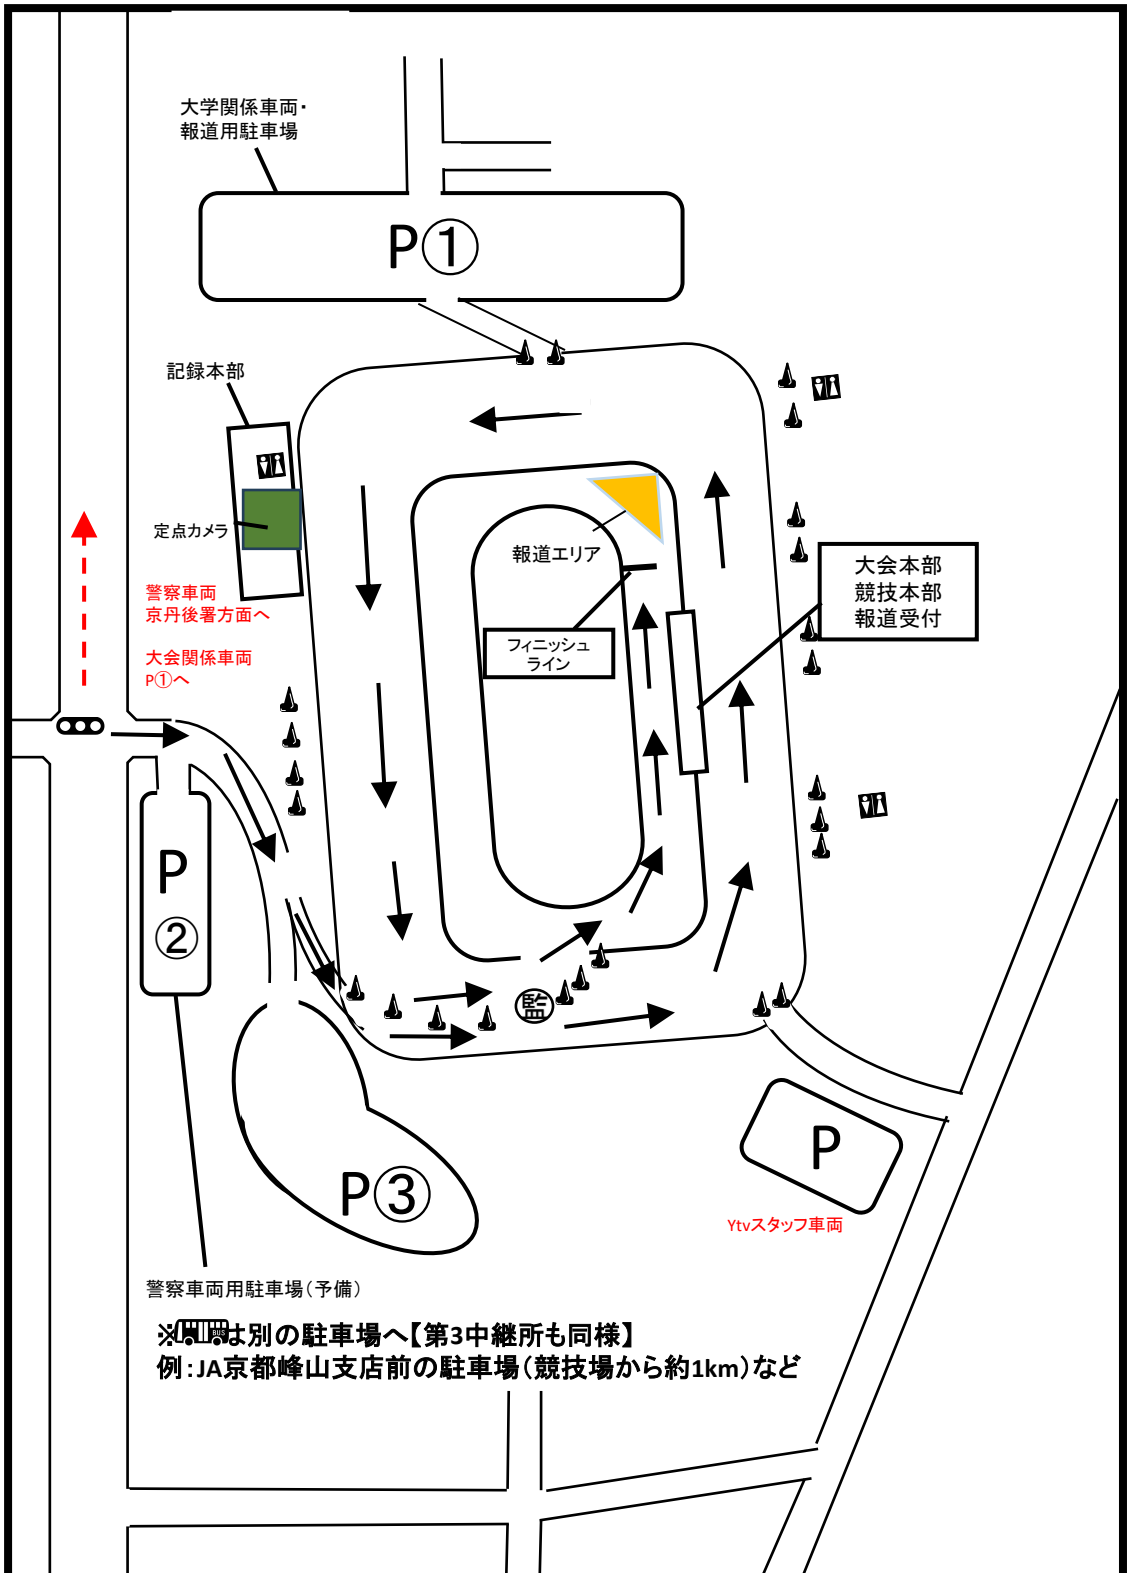 大学関係車両・
報道用駐車場
P①
記録本部
定点カメラ
報道エリア
大会本部
競技本部
報道受付
警察車両
京丹後署方面へ
フィニッシュ
ライン
大会関係車両
P①へ
P
②
監
P③
P
Ytvスタッフ車両
警察車両用駐車場(予備)
※BUSは別の駐車場へ【第3中継所も同様】
例:JA京都峰山支店前の駐車場(競技場から約1km)など